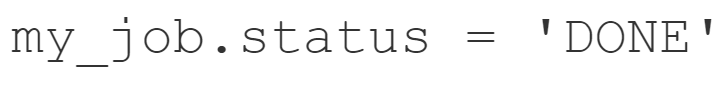 my_job.status = 'DONE'